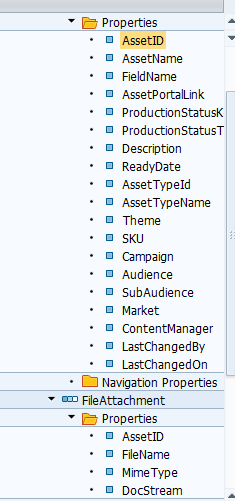 Properties
AssetID
AssetName
FieldName
AssetPortalLink
ProductionStatusK
ProductionStatusT
Description
ReadyDate
AssetTypeId
AssetTypeName
Theme
SKU
Campaign
Audience
SubAudience
Market
ContentManager
LastChangedBy
LastChangedOn
Navigation Properties
FileAttachment
Properties
AssetID
FileName
MimeType
DocStream